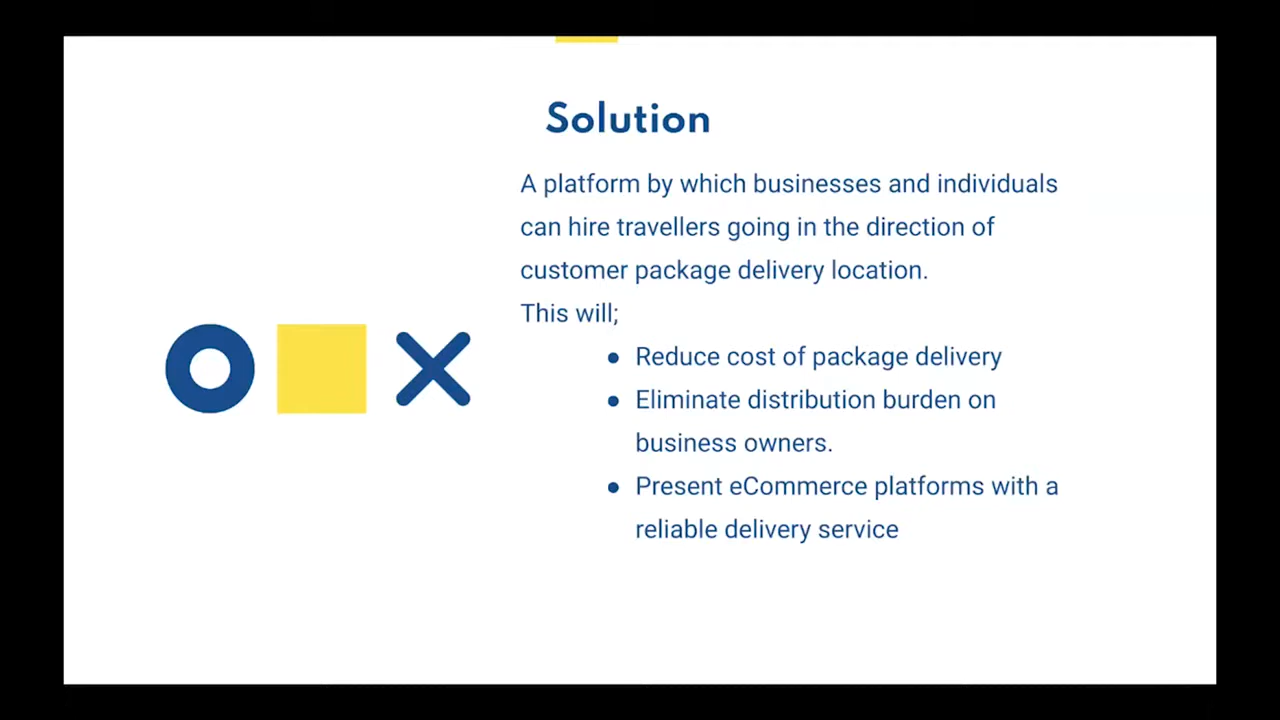 Solution
A platform by which businesses and individuals
can hire travellers going in the direction of
customer package delivery location.
This will;
● Reduce cost of package delivery
● Eliminate distribution burden on
business owners.
● Present eCommerce platforms with a
reliable delivery service